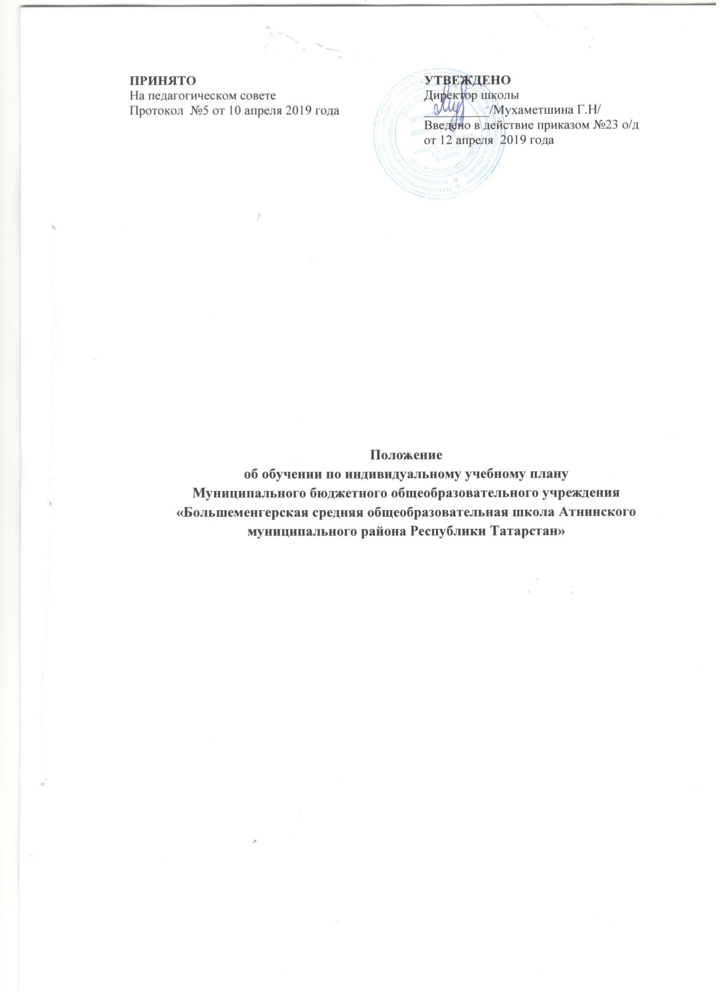 ПРИНЯТО
На педагогическом совете
Протокол  №5 от 10 апреля 2019 года
УТВЕЖДЕНО
Директор школы
____________/Мухаметшина Г.Н/
Введено в действие приказом №23 о/д
от 12 апреля  2019 года
Положение
об обучении по индивидуальному учебному плану
Муниципального бюджетного общеобразовательного учреждения
«Большеменгерская средняя общеобразовательная школа Атнинского
муниципального района Республики Татарстан»